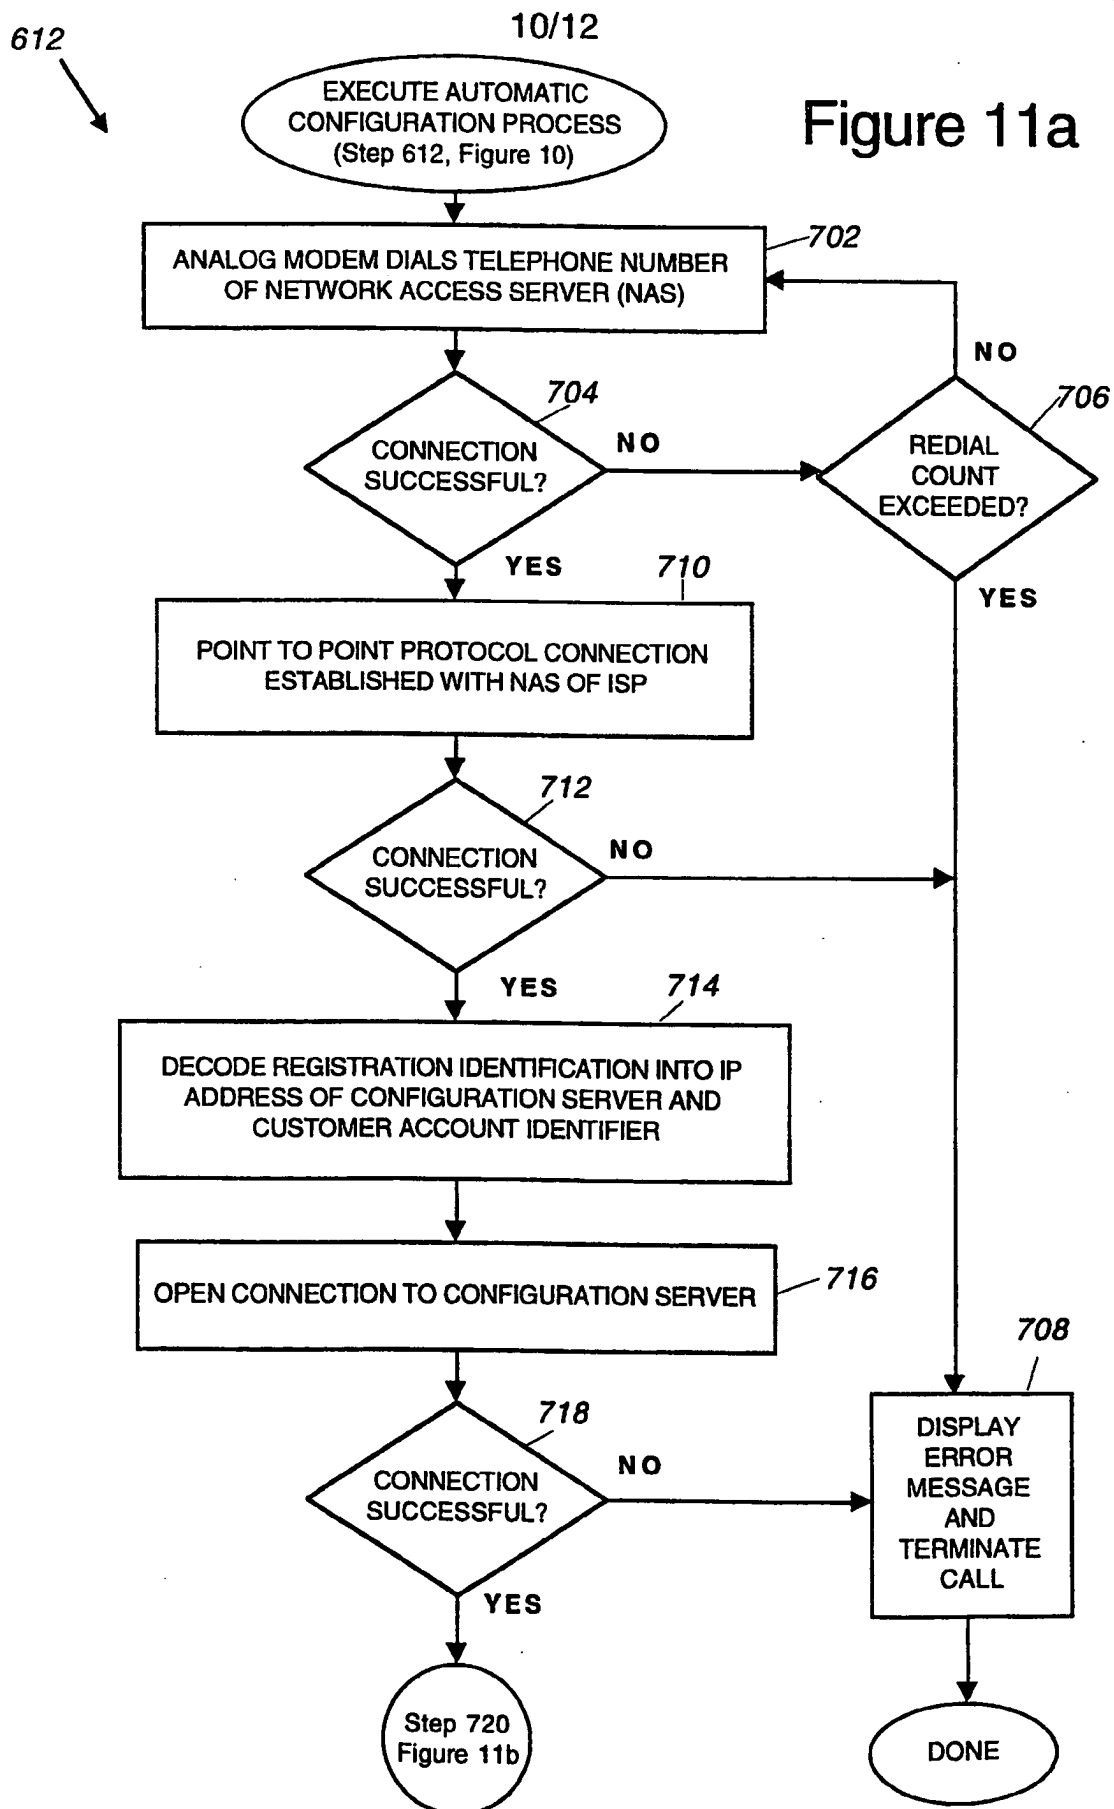 10/12
612
Figure 11a
EXECUTE AUTOMATIC
CONFIGURATION PROCESS
(Step 612, Figure 10)
702
ANALOG MODEM DIALS TELEPHONE NUMBER
OF NETWORK ACCESS SERVER (NAS)
NO
704
706
CONNECTION
SUCCESSFUL?
NO
REDIAL
COUNT
EXCEEDED?
YES
710
YES
POINT TO POINT PROTOCOL CONNECTION
ESTABLISHED WITH NAS OF ISP
712
CONNECTION
SUCCESSFUL?
NO
YES
714
DECODE REGISTRATION IDENTIFICATION INTO IP
ADDRESS OF CONFIGURATION SERVER AND
CUSTOMER ACCOUNT IDENTIFIER
716
OPEN CONNECTION TO CONFIGURATION SERVER
708
718
CONNECTION
SUCCESSFUL?
NO
DISPLAY
ERROR
MESSAGE
AND
TERMINATE
CALL
YES
Step 720
Figure 11b
DONE